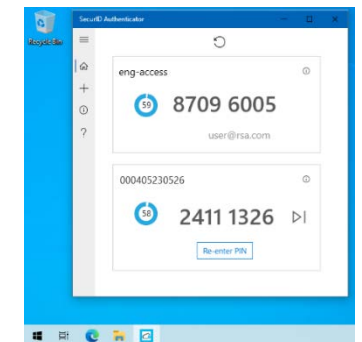 SecurID Authenticator
Recycle Bin
eng-access
59
8709 6005
user@rsa.com
000405230526
58
2411 1326
Re-enter PIN